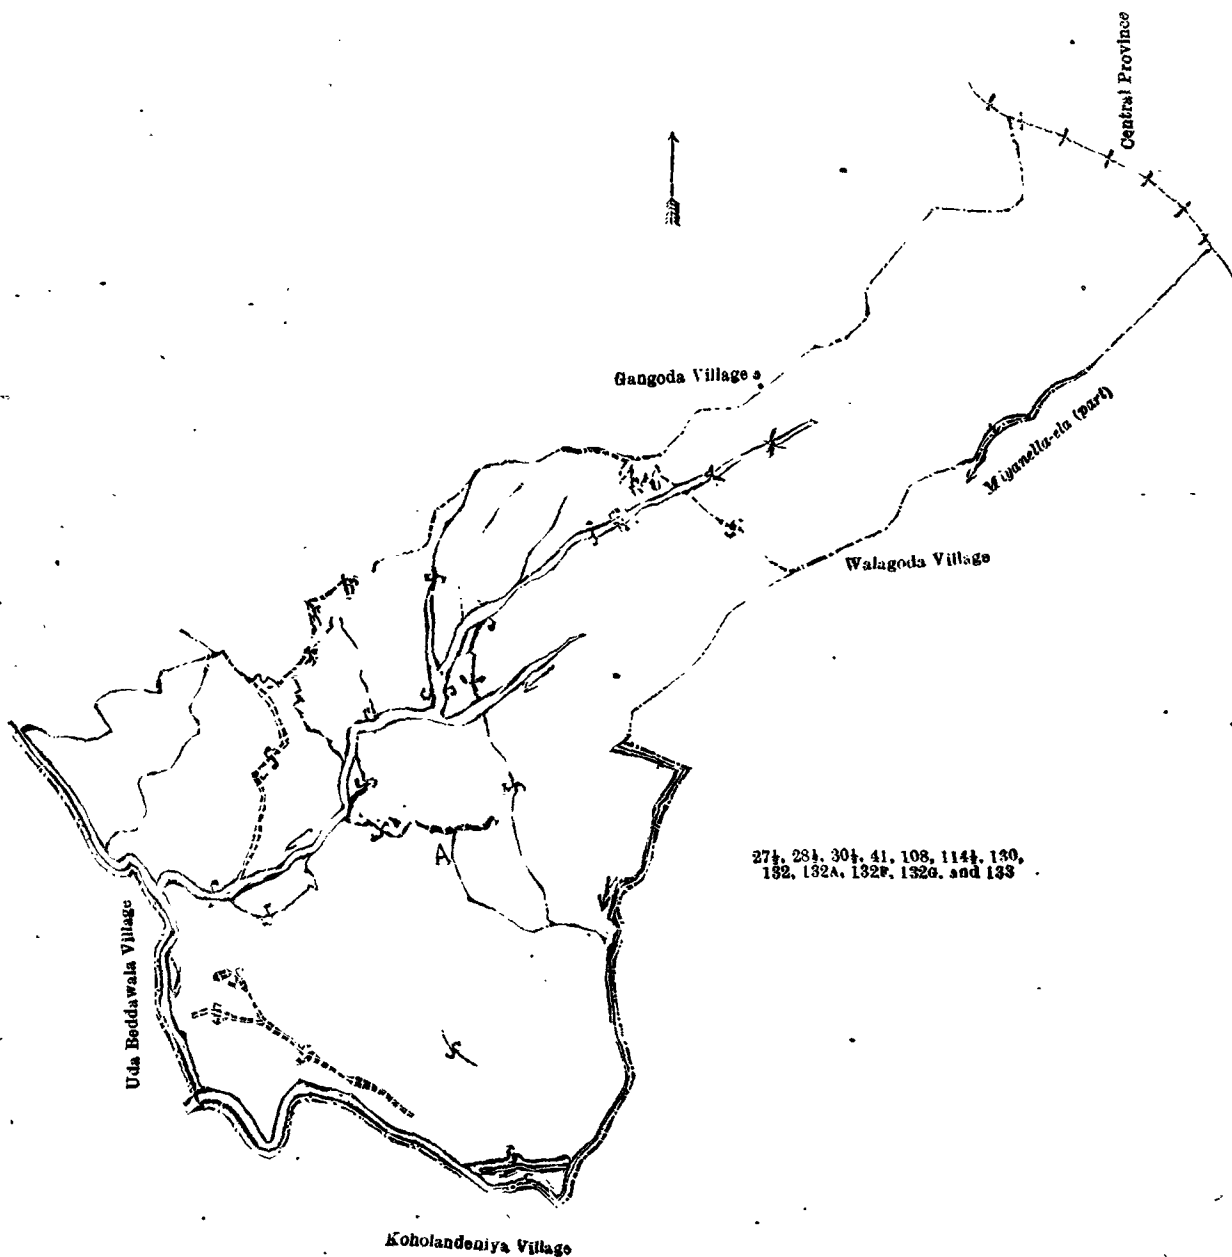 Central Province
Gangoda Village
Miyanella-ela (part)
Walagoda Village
A
27½, 28½, 30½, 41, 108, 114½, 130,
132, 132A, 132F, 132G, and 133
Uda Beddawala Village
Koholandeniya Village